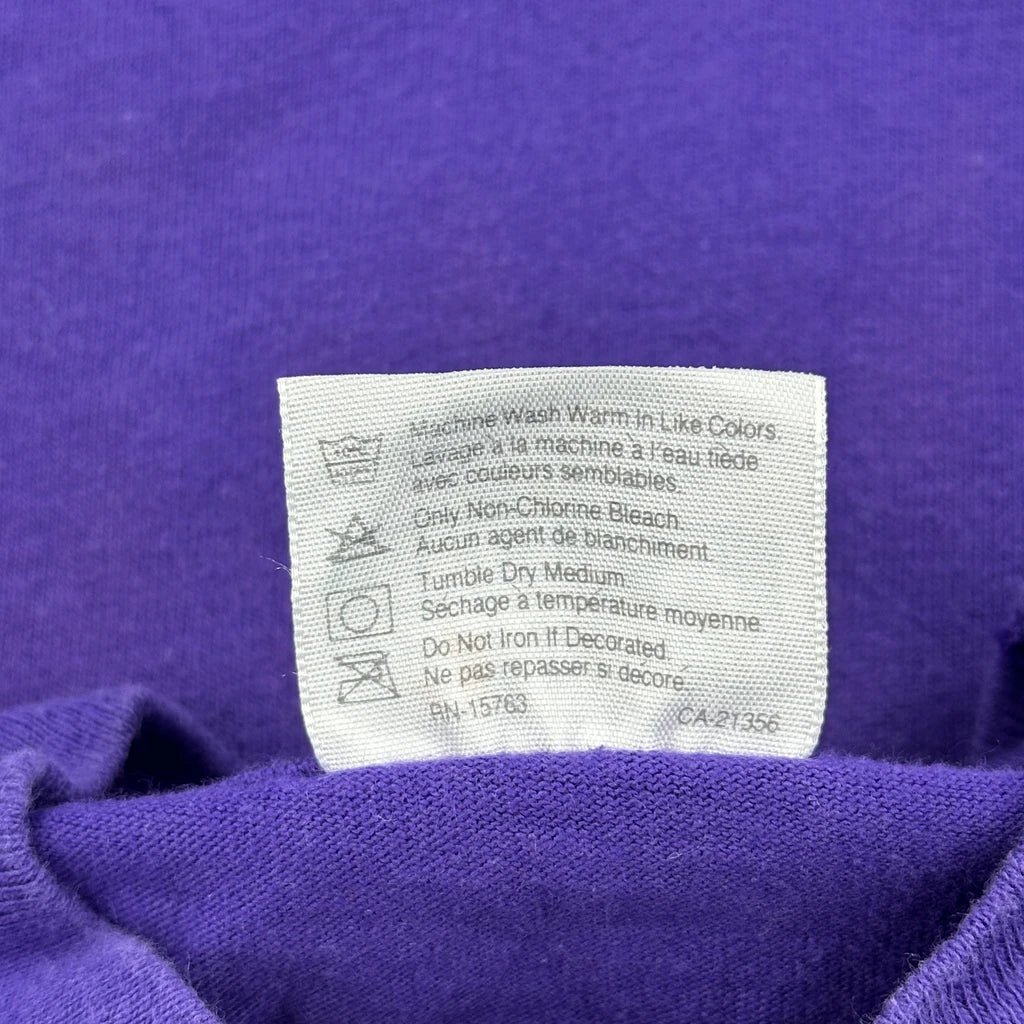 Machine Wash Warm In Like Colors.
Lavage à la machine à l'eau tiède
avec couleurs semblables.
Only Non-Chlorine Bleach.
Aucun agent de blanchiment.
Tumble Dry Medium.
Séchage à température moyenne.
Do Not Iron If Decorated.
Ne pas repasser si décoré.
RN-15763 CA-21356